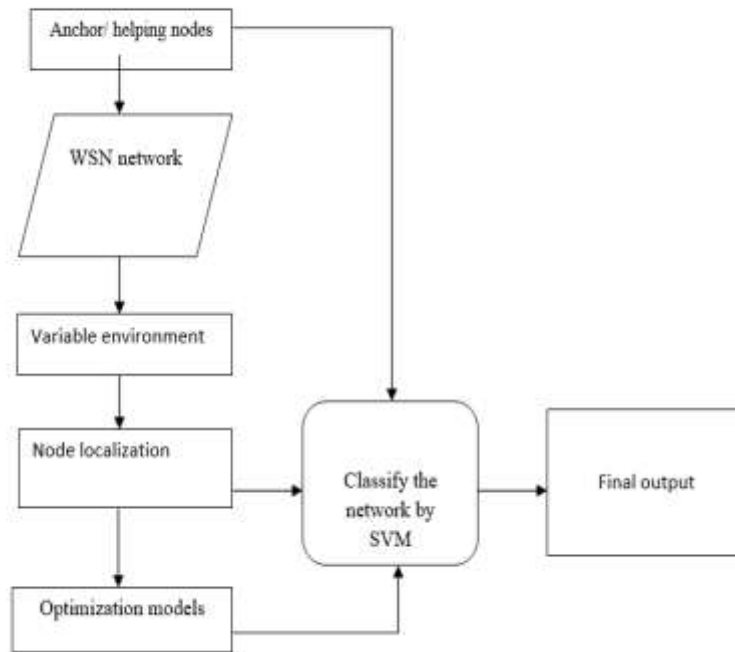 Anchor/ helping nodes
WSN network
Variable environment
Node localization
Optimization models
Classify the
network by
SVM
Final output